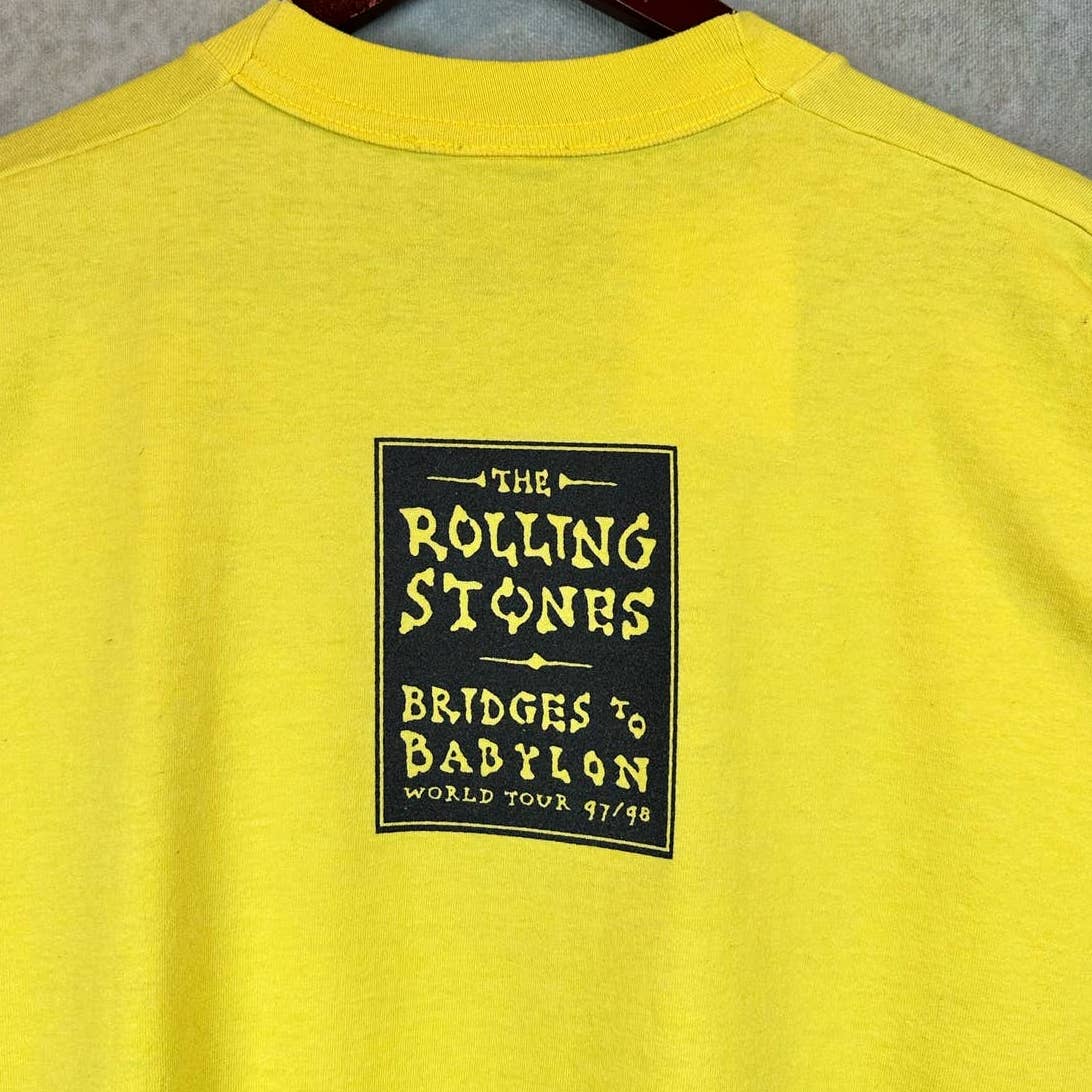 THE
ROLLING
STONES
BRIDGES TO
BABYLON
WORLD TOUR 97/98